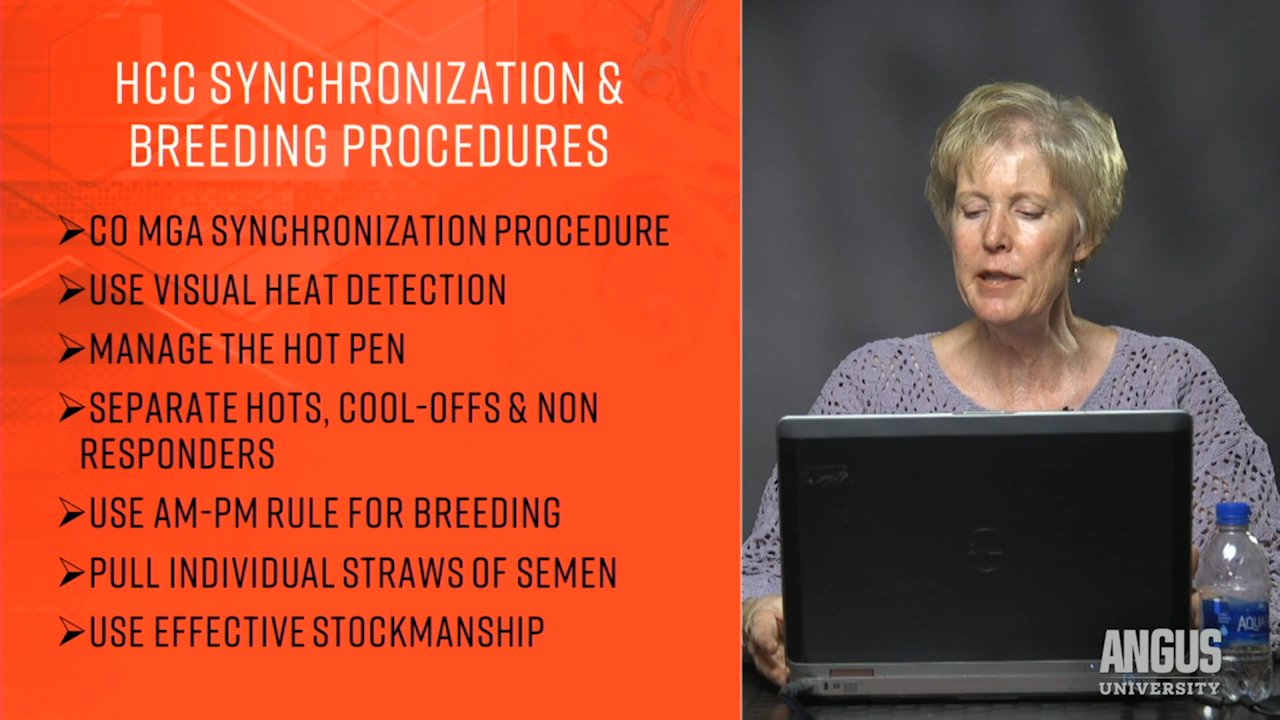 HCC SYNCHRONIZATION &
BREEDING PROCEDURES
➢CO MGA SYNCHRONIZATION PROCEDURE
➢USE VISUAL HEAT DETECTION
➢MANAGE THE HOT PEN
➢SEPARATE HOTS, COOL-OFFS & NON
RESPONDERS
➢USE AM-PM RULE FOR BREEDING
➢PULL INDIVIDUAL STRAWS OF SEMEN
➢USE EFFECTIVE STOCKMANSHIP
ANGUS
UNIVERSITY